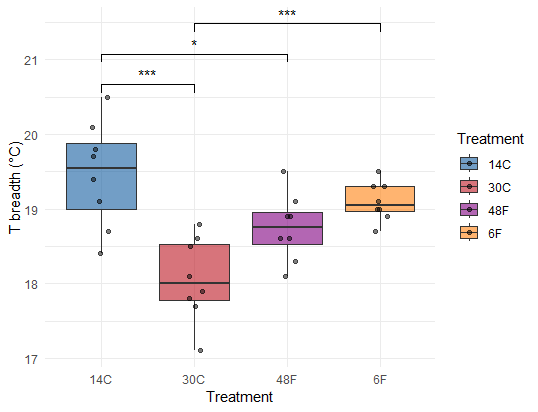 ***
21
*
***
20
19
18
17
T breadth (°C)
14C
30C
48F
6F
Treatment
Treatment
14C
30C
48F
6F